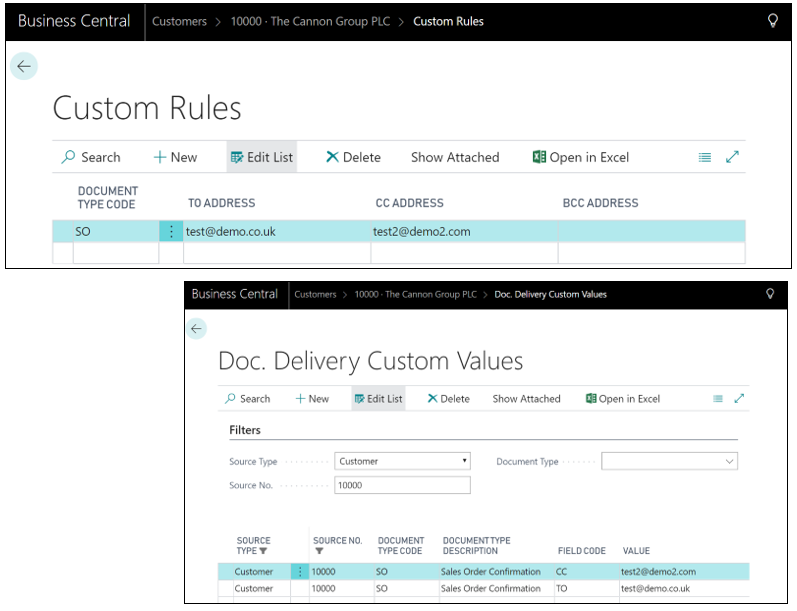 Business Central Customers > 10000 · The Cannon Group PLC > Custom Rules
Custom Rules
Search + New Edit List Delete Show Attached Open in Excel
DOCUMENT
TYPE CODE TO ADDRESS CC ADDRESS BCC ADDRESS
SO test@demo.co.uk test2@demo2.com
Business Central Customers > 10000 · The Cannon Group PLC > Doc. Delivery Custom Values
Doc. Delivery Custom Values
Search + New Edit List Delete Show Attached Open in Excel
Filters
Source Type Customer Document Type
Source No. 10000
SOURCE DOCUMENT DOCUMENT TYPE
TYPE SOURCE NO. TYPE CODE DESCRIPTION FIELD CODE VALUE
Customer 10000 SO Sales Order Confirmation CC test2@demo2.com
Customer 10000 SO Sales Order Confirmation TO test@demo.co.uk